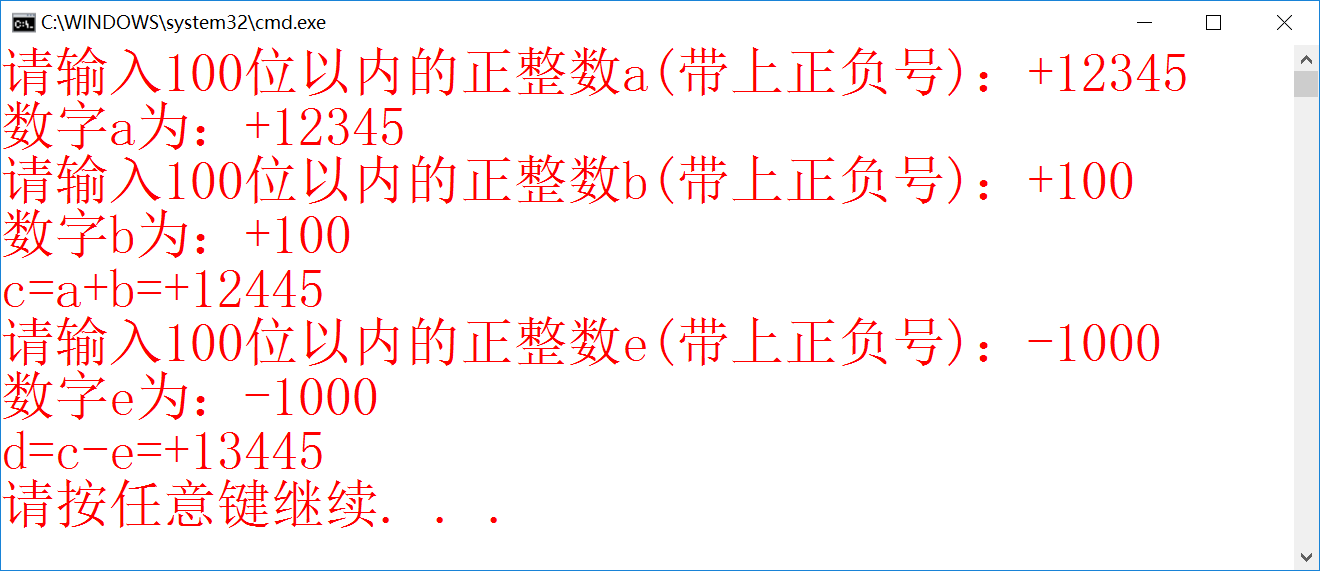 C:\WINDOWS\system32\cmd.exe
请输入100位以内的正整数a(带上正负号)：+12345
数字a为：+12345
请输入100位以内的正整数b(带上正负号)：+100
数字b为：+100
c=a+b=+12445
请输入100位以内的正整数e(带上正负号)：-1000
数字e为：-1000
d=c-e=+13445
请按任意键继续. . .